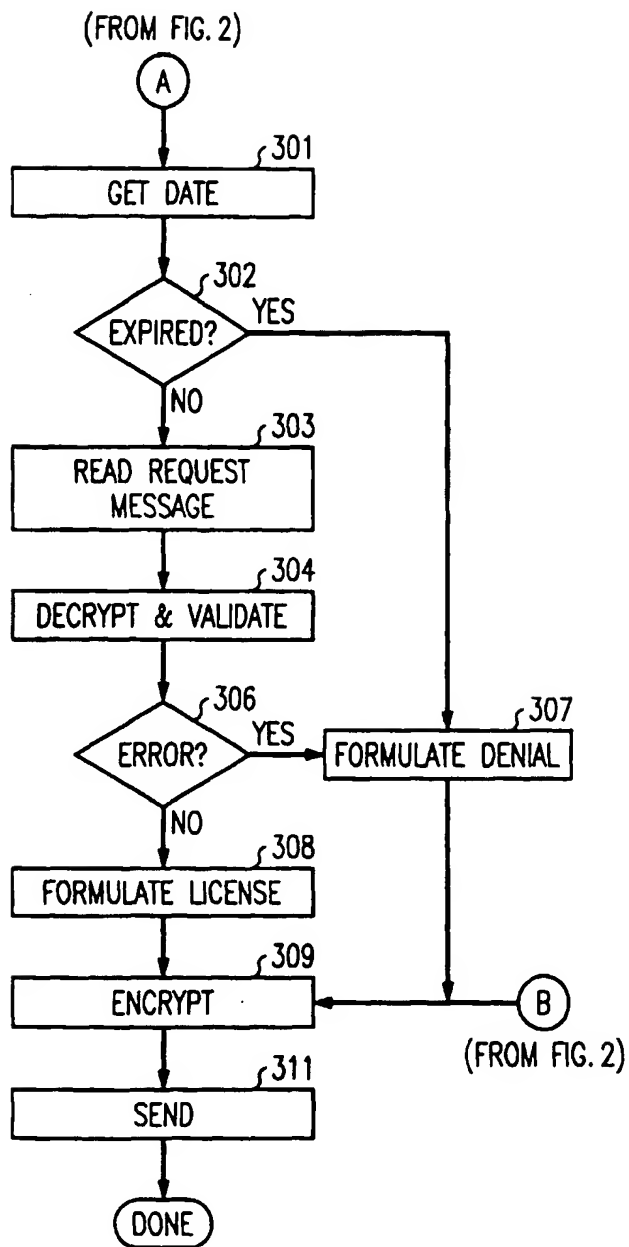 (FROM FIG. 2)
A
301
GET DATE
302
EXPIRED?
YES
NO
303
READ REQUEST
MESSAGE
304
DECRYPT & VALIDATE
306
ERROR?
YES
307
FORMULATE DENIAL
NO
308
FORMULATE LICENSE
309
ENCRYPT
B
(FROM FIG. 2)
311
SEND
DONE